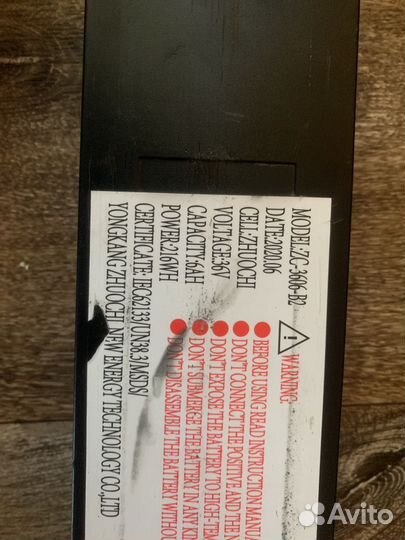 MODEL:ZC-3606-B2
DATE:2020.06
CELL:ZHUOCHI
VOLTAGE:36V
CAPACITY:6AH
POWER:216WH
CERTIFICATE: IEC62133/UN38.3/MSDS/
YONGKANG ZHUOCHI NEW ENERGY TECHNOLOGY CO.,LTD
WARNING:
BEFORE USING READ INSTRUCTION MANUA
DON'T CONNECT THE POSITIVE AND THE N
DON'T EXPOSE THE BATTERY TO HIGH-TE
DON'T SUBMERGE THE BATTERY IN ANY KI
DON'T DISASSEMBLE THE BATTERY WITHOU
Avito